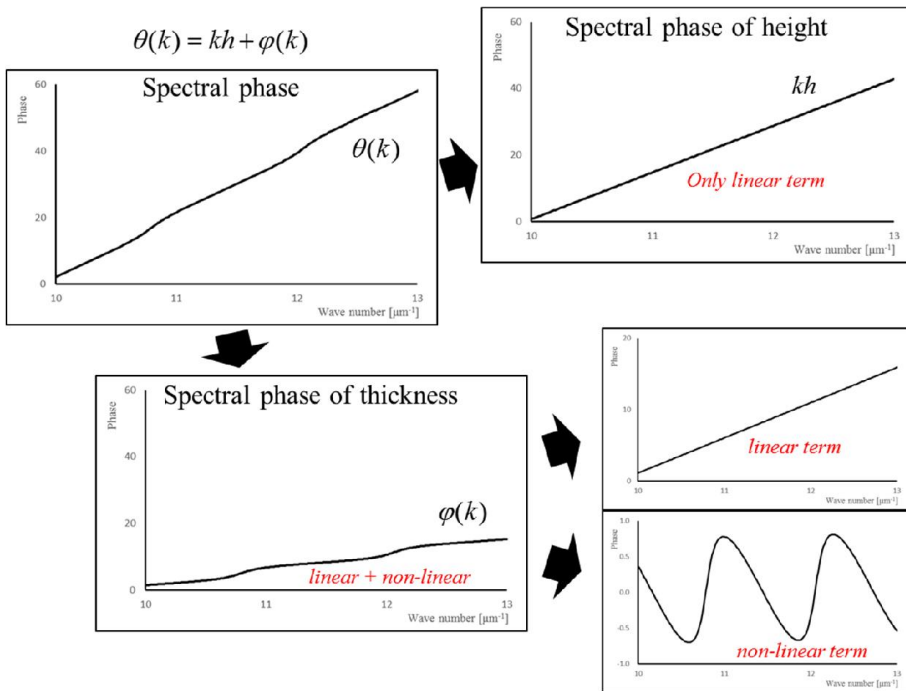 θ(k) = kh + φ(k)
Spectral phase
Phase
60
40
20
0
θ(k)
10
11
12
13
Wave number [μm⁻¹]
Spectral phase of height
Phase
60
40
20
0
kh
Only linear term
10
11
12
13
Wave number [μm⁻¹]
Spectral phase of thickness
Phase
60
40
20
0
φ(k)
linear + non-linear
10
11
12
13
Wave number [μm⁻¹]
Phase
20
10
0
linear term
10
11
12
13
Wave number [μm⁻¹]
Phase
1.0
0.5
0.0
-0.5
-1.0
non-linear term
10
11
12
13
Wave number [μm⁻¹]